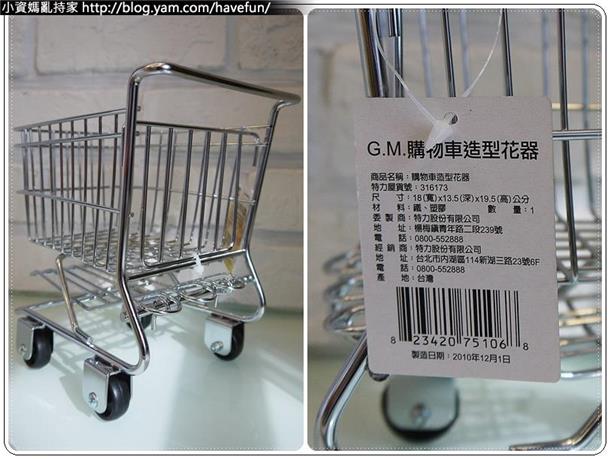 小資媽亂持家 http://blog.yam.com/havefun/
G.M.購物車造型花器
商品名稱：購物車造型花器
特力屋貨號：316173
尺　寸：18(寬)x13.5(深)x19.5(高)公分
材　料：鐵、塑膠　數　量：1
委 製 商：特力股份有限公司
地　址：楊梅鎮青年路二段239號
電　話：0800-552888
經 銷 商：特力股份有限公司
地　址：台北市內湖區114新湖三路23號6F
電　話：0800-552888
產　地：台灣
8 23420 75106 8
製造日期：2010年12月1日